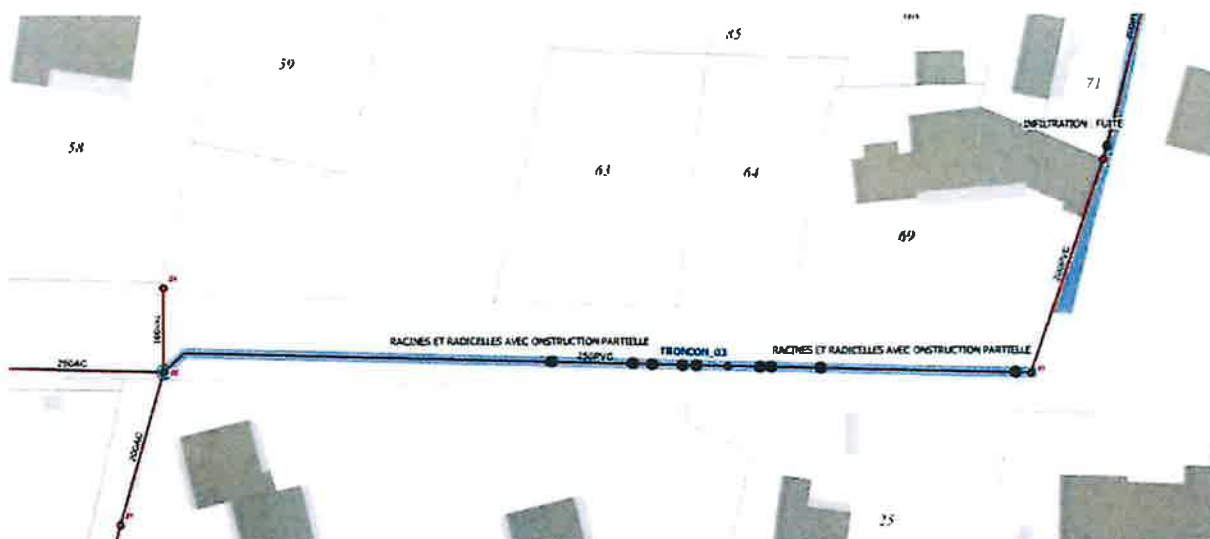 85
59
71
INFILTRATION : FUITE
58
63
64
69
200PVC
RACINES ET RADICELLES AVEC ONSTRUCTION PARTIELLE
TRONCON_03
RACINES ET RADICELLES AVEC ONSTRUCTION PARTIELLE
250PVC
250AC
200AC
25